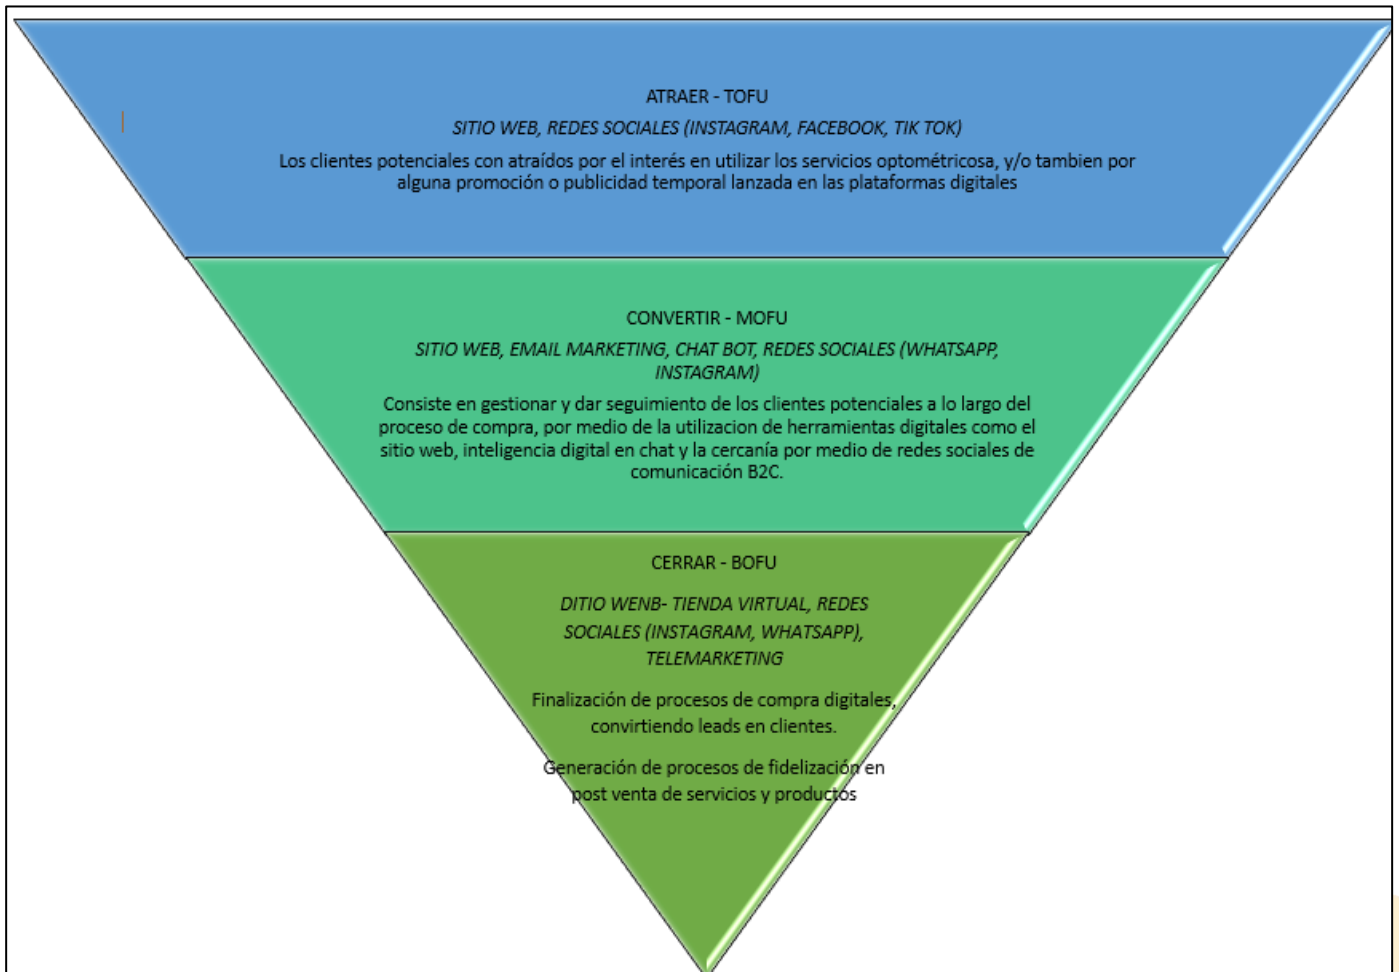 ATRAER - TOFU
SITIO WEB, REDES SOCIALES (INSTAGRAM, FACEBOOK, TIK TOK)
Los clientes potenciales con atraídos por el interés en utilizar los servicios optométricosa, y/o tambien por
alguna promoción o publicidad temporal lanzada en las plataformas digitales
CONVERTIR - MOFU
SITIO WEB, EMAIL MARKETING, CHAT BOT, REDES SOCIALES (WHATSAPP,
INSTAGRAM)
Consiste en gestionar y dar seguimiento de los clientes potenciales a lo largo del
proceso de compra, por medio de la utilizacion de herramientas digitales como el
sitio web, inteligencia digital en chat y la cercanía por medio de redes sociales de
comunicación B2C.
CERRAR - BOFU
DITIO WENB- TIENDA VIRTUAL, REDES
SOCIALES (INSTAGRAM, WHATSAPP),
TELEMARKETING
Finalización de procesos de compra digitales,
convirtiendo leads en clientes.
Generación de procesos de fidelización en
post venta de servicios y productos